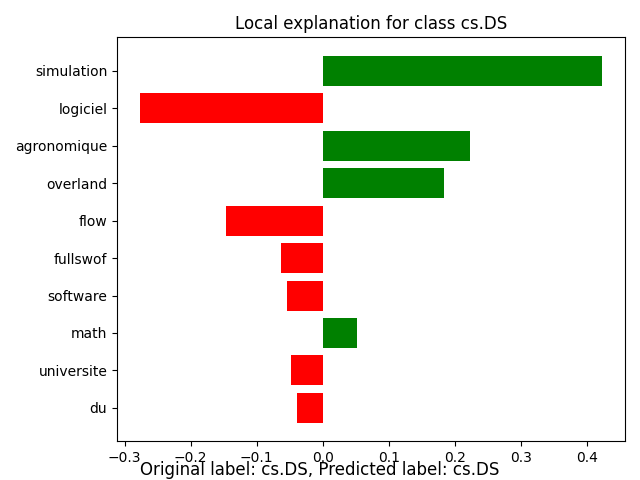 Local explanation for class cs.DS
simulation
logiciel
agronomique
overland
flow
fullswof
software
math
universite
du
−0.3 −0.2 −0.1 0.0 0.1 0.2 0.3 0.4
Original label: cs.DS, Predicted label: cs.DS